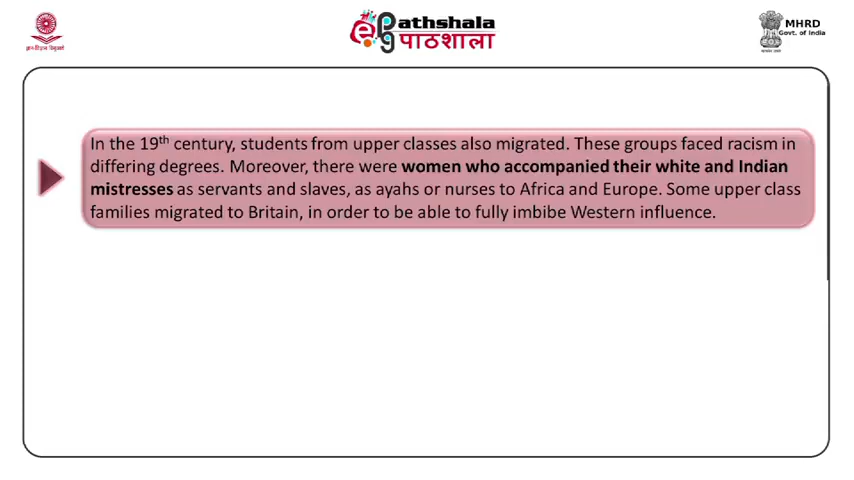 Pathshala
पाठशाला
MHRD
Govt. of India
In the 19th century, students from upper classes also migrated. These groups faced racism in
differing degrees. Moreover, there were women who accompanied their white and Indian
mistresses as servants and slaves, as ayahs or nurses to Africa and Europe. Some upper class
families migrated to Britain, in order to be able to fully imbibe Western influence.